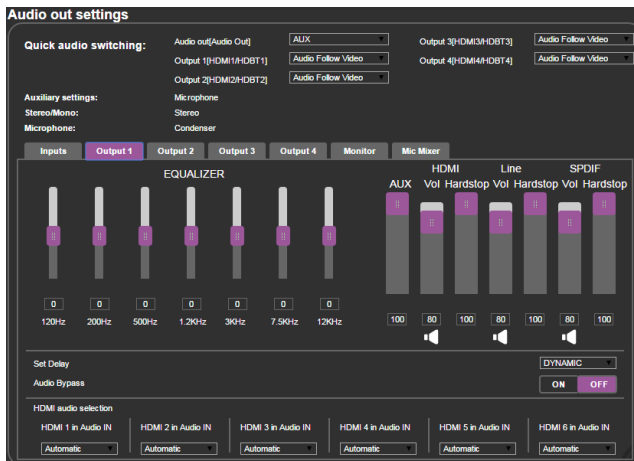 Audio out settings
Quick audio switching: Audio out[Audio Out] AUX Output 3[HDMI3/HDBT3] Audio Follow Video
Output 1[HDMI1/HDBT1] Audio Follow Video Output 4[HDMI4/HDBT4] Audio Follow Video
Output 2[HDMI2/HDBT2] Audio Follow Video
Auxiliary settings: Microphone
Stereo/Mono: Stereo
Microphone: Condenser
Inputs Output 1 Output 2 Output 3 Output 4 Monitor Mic Mixer
EQUALIZER HDMI Line SPDIF
AUX Vol Hardstop Vol Hardstop Vol Hardstop
0 0 0 0 0 0 0 100 80 100 80 100 80 100
120Hz 200Hz 500Hz 1.2KHz 3KHz 7.5KHz 12KHz
Set Delay DYNAMIC
Audio Bypass ON OFF
HDMI audio selection
HDMI 1 in Audio IN HDMI 2 in Audio IN HDMI 3 in Audio IN HDMI 4 in Audio IN HDMI 5 in Audio IN HDMI 6 in Audio IN
Automatic Automatic Automatic Automatic Automatic Automatic